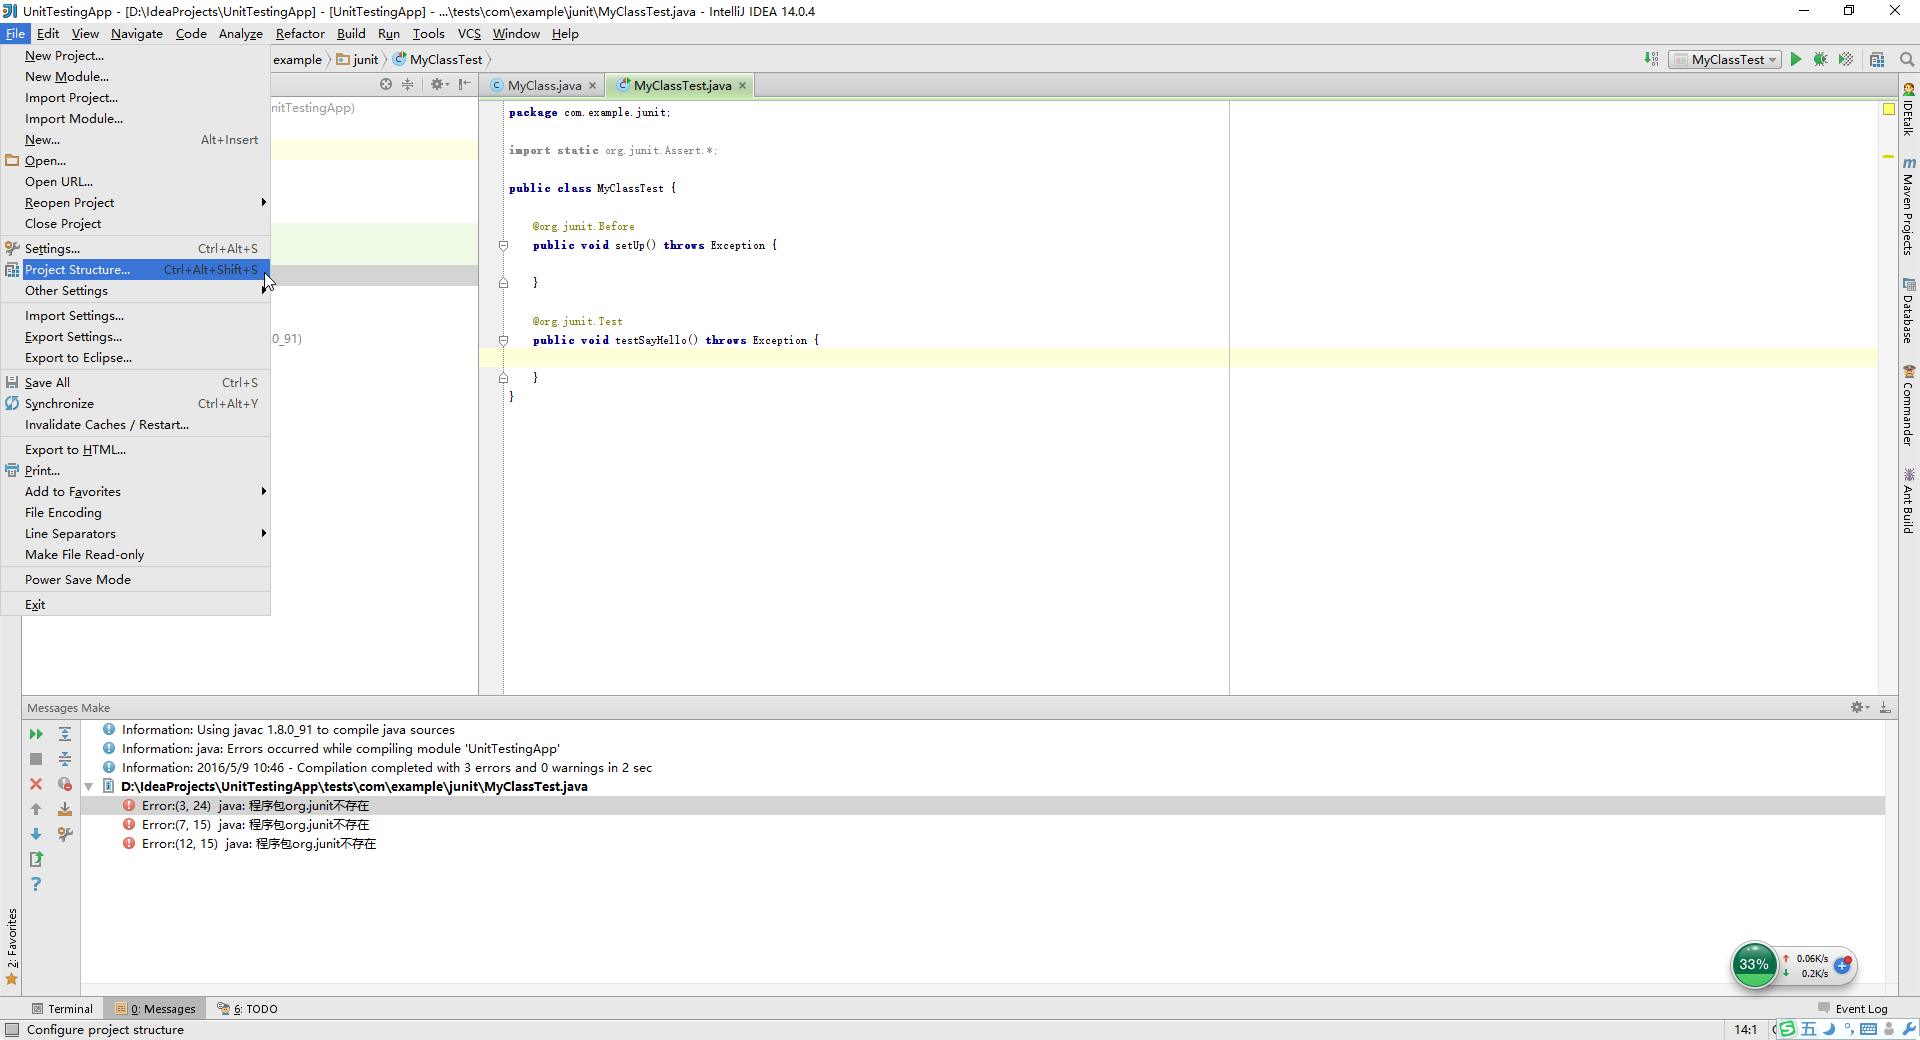 UnitTestingApp - [D:\IdeaProjects\UnitTestingApp] - [UnitTestingApp] - ...\tests\com\example\junit\MyClassTest.java - IntelliJ IDEA 14.0.4
File Edit View Navigate Code Analyze Refactor Build Run Tools VCS Window Help
example junit MyClassTest
MyClassTest
New Project...
New Module...
Import Project...
Import Module...
New... Alt+Insert
Open...
Open URL...
Reopen Project
Close Project
Settings... Ctrl+Alt+S
Project Structure... Ctrl+Alt+Shift+S
Other Settings
Import Settings...
Export Settings...
Export to Eclipse...
Save All Ctrl+S
Synchronize Ctrl+Alt+Y
Invalidate Caches / Restart...
Export to HTML...
Print...
Add to Favorites
File Encoding
Line Separators
Make File Read-only
Power Save Mode
Exit
nitTestingApp)
.0_91)
MyClass.java
MyClassTest.java
package com.example.junit;
import static org.junit.Assert.*;
public class MyClassTest {
@org.junit.Before
public void setUp() throws Exception {
}
@org.junit.Test
public void testSayHello() throws Exception {
}
}
IDEtalk
Maven Projects
Database
Commander
Ant Build
Messages Make
Information: Using javac 1.8.0_91 to compile java sources
Information: java: Errors occurred while compiling module 'UnitTestingApp'
Information: 2016/5/9 10:46 - Compilation completed with 3 errors and 0 warnings in 2 sec
D:\IdeaProjects\UnitTestingApp\tests\com\example\junit\MyClassTest.java
Error:(3, 24) java: 程序包org.junit不存在
Error:(7, 15) java: 程序包org.junit不存在
Error:(12, 15) java: 程序包org.junit不存在
2: Favorites
33%
0.06K/s
0.2K/s
Terminal 0: Messages 6: TODO
Event Log
Configure project structure
14:1
五